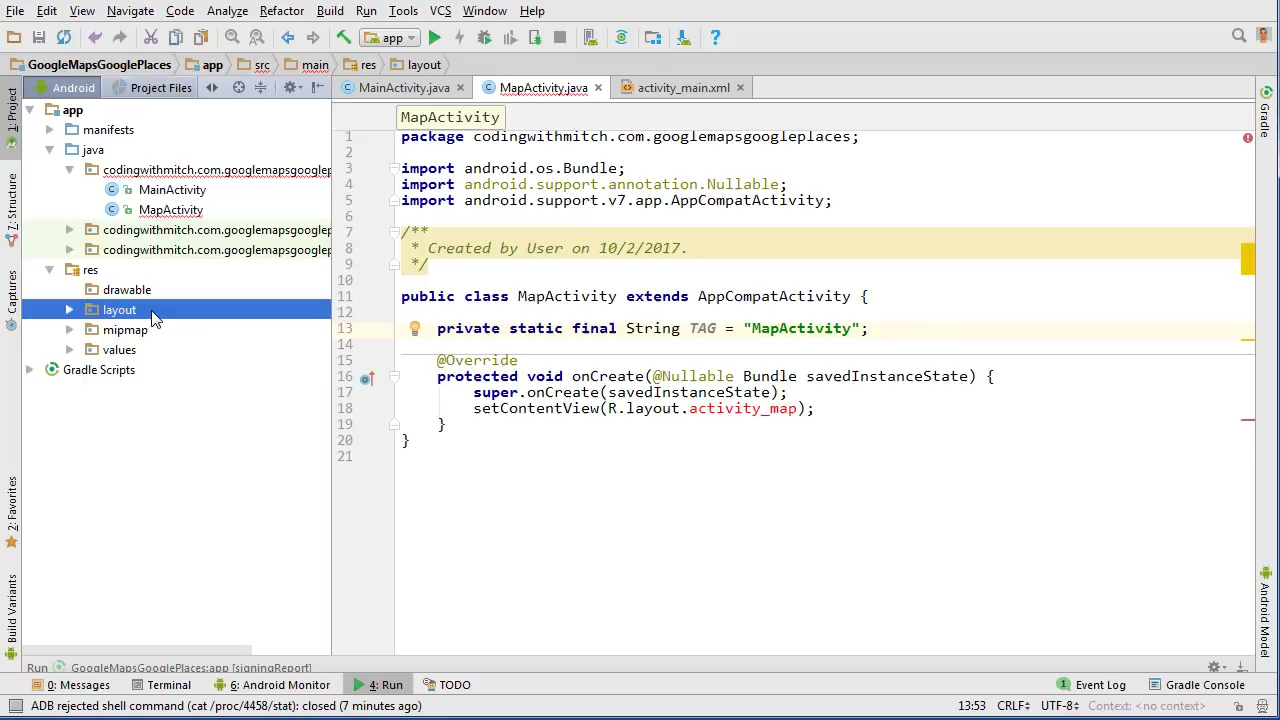 File Edit View Navigate Code Analyze Refactor Build Run Tools VCS Window Help
app
GoogleMapsGooglePlaces app src main res layout
Android Project Files MainActivity.java MapActivity.java activity_main.xml
1: Project
7: Structure
Captures
2: Favorites
Build Variants
app
manifests
java
codingwithmitch.com.googlemapsgooglep
MainActivity
MapActivity
codingwithmitch.com.googlemapsgooglep
codingwithmitch.com.googlemapsgooglep
res
drawable
layout
mipmap
values
Gradle Scripts
MapActivity
1 package codingwithmitch.com.googlemapsgoogleplaces;
2
3 import android.os.Bundle;
4 import android.support.annotation.Nullable;
5 import android.support.v7.app.AppCompatActivity;
6
7 /**
8 * Created by User on 10/2/2017.
9 */
10
11 public class MapActivity extends AppCompatActivity {
12
13 private static final String TAG = "MapActivity";
14
15 @Override
16 protected void onCreate(@Nullable Bundle savedInstanceState) {
17 super.onCreate(savedInstanceState);
18 setContentView(R.layout.activity_map);
19 }
20 }
21
Gradle
Android Model
Run GoogleMapsGooglePlaces:app [signingReport]
0: Messages Terminal 6: Android Monitor 4: Run TODO 1 Event Log Gradle Console
ADB rejected shell command (cat /proc/4458/stat): closed (7 minutes ago) 13:53 CRLF UTF-8 Context: <no context>